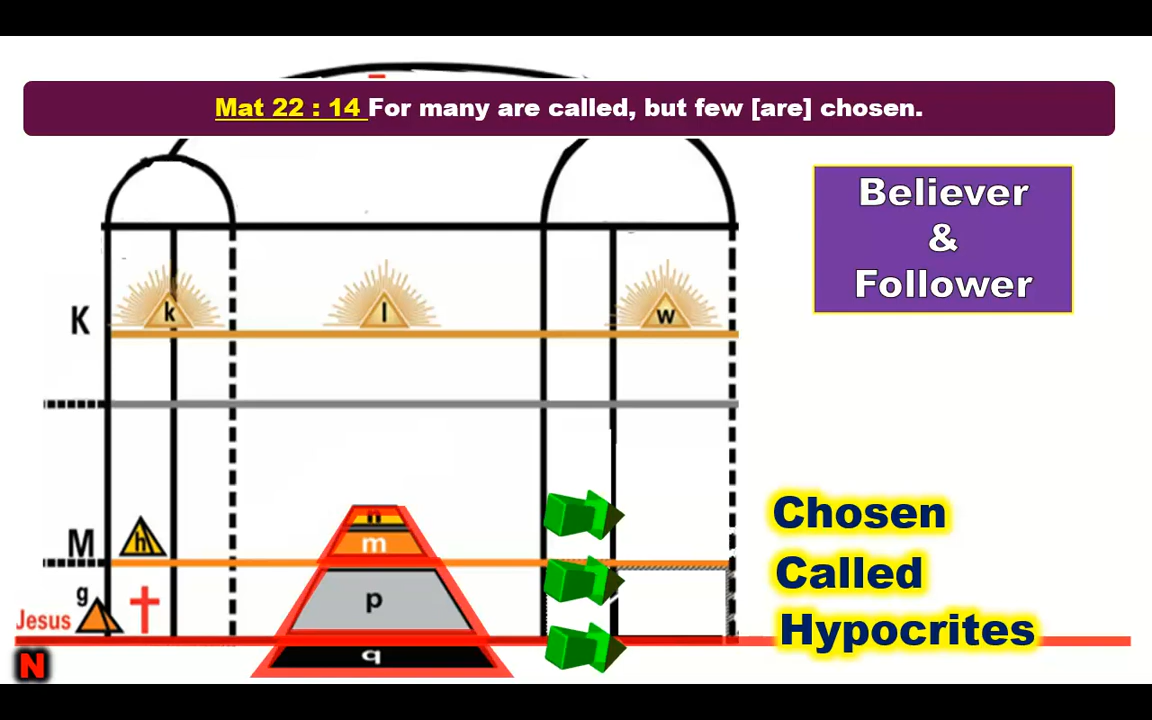 Mat 22 : 14 For many are called, but few [are] chosen.
Believer
&
Follower
K
k
l
w
M
h
n
m
g
p
Jesus
q
N
Chosen
Called
Hypocrites